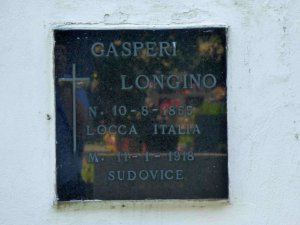 GASPERI
LONGINO
N. 10-8-1855
LOCCA ITALIA
M. 11-1-1918
SUDOVICE